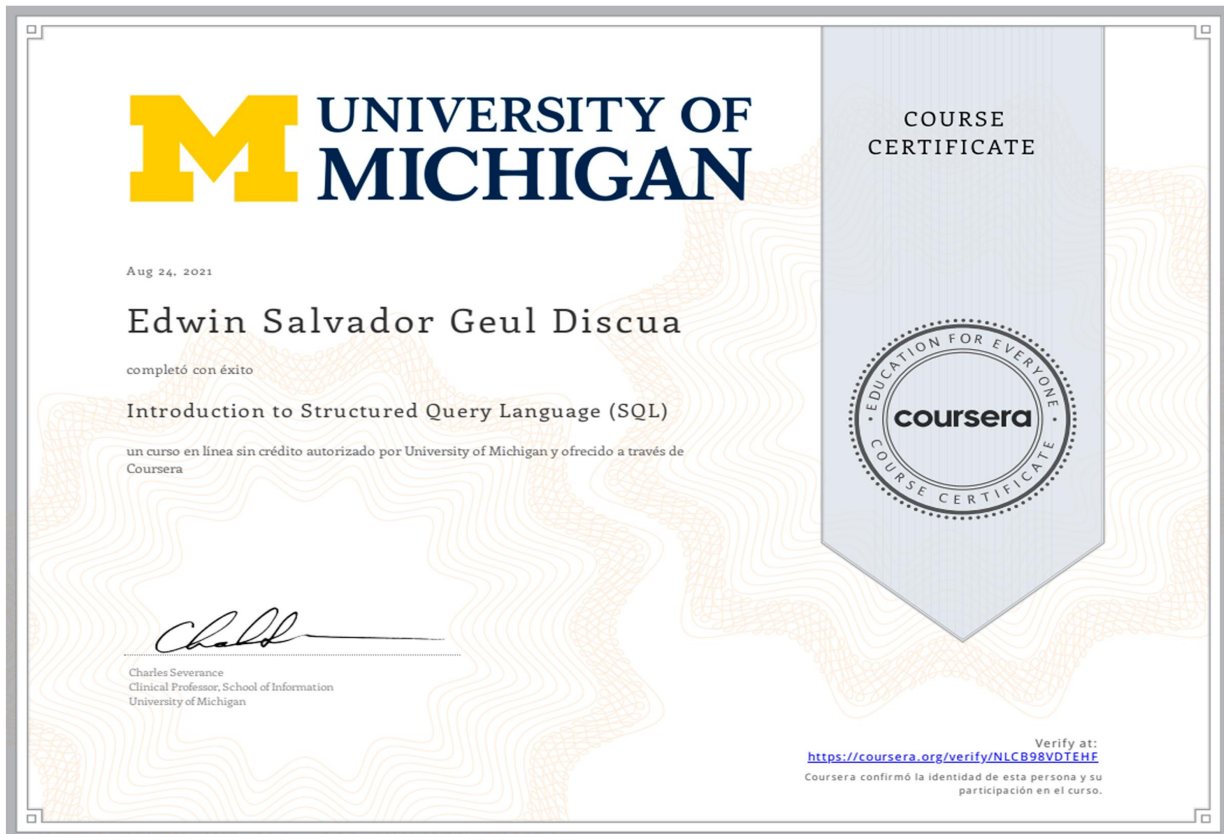 UNIVERSITY OF
MICHIGAN
Aug 24, 2021
Edwin Salvador Geul Discua
completó con éxito
Introduction to Structured Query Language (SQL)
un curso en línea sin crédito autorizado por University of Michigan y ofrecido a través de
Coursera
Charles Severance
Clinical Professor, School of Information
University of Michigan
COURSE
CERTIFICATE
EDUCATION FOR EVERYONE
coursera
COURSE CERTIFICATE
Verify at:
https://coursera.org/verify/NLCB98VDTEHF
Coursera confirmó la identidad de esta persona y su
participación en el curso.